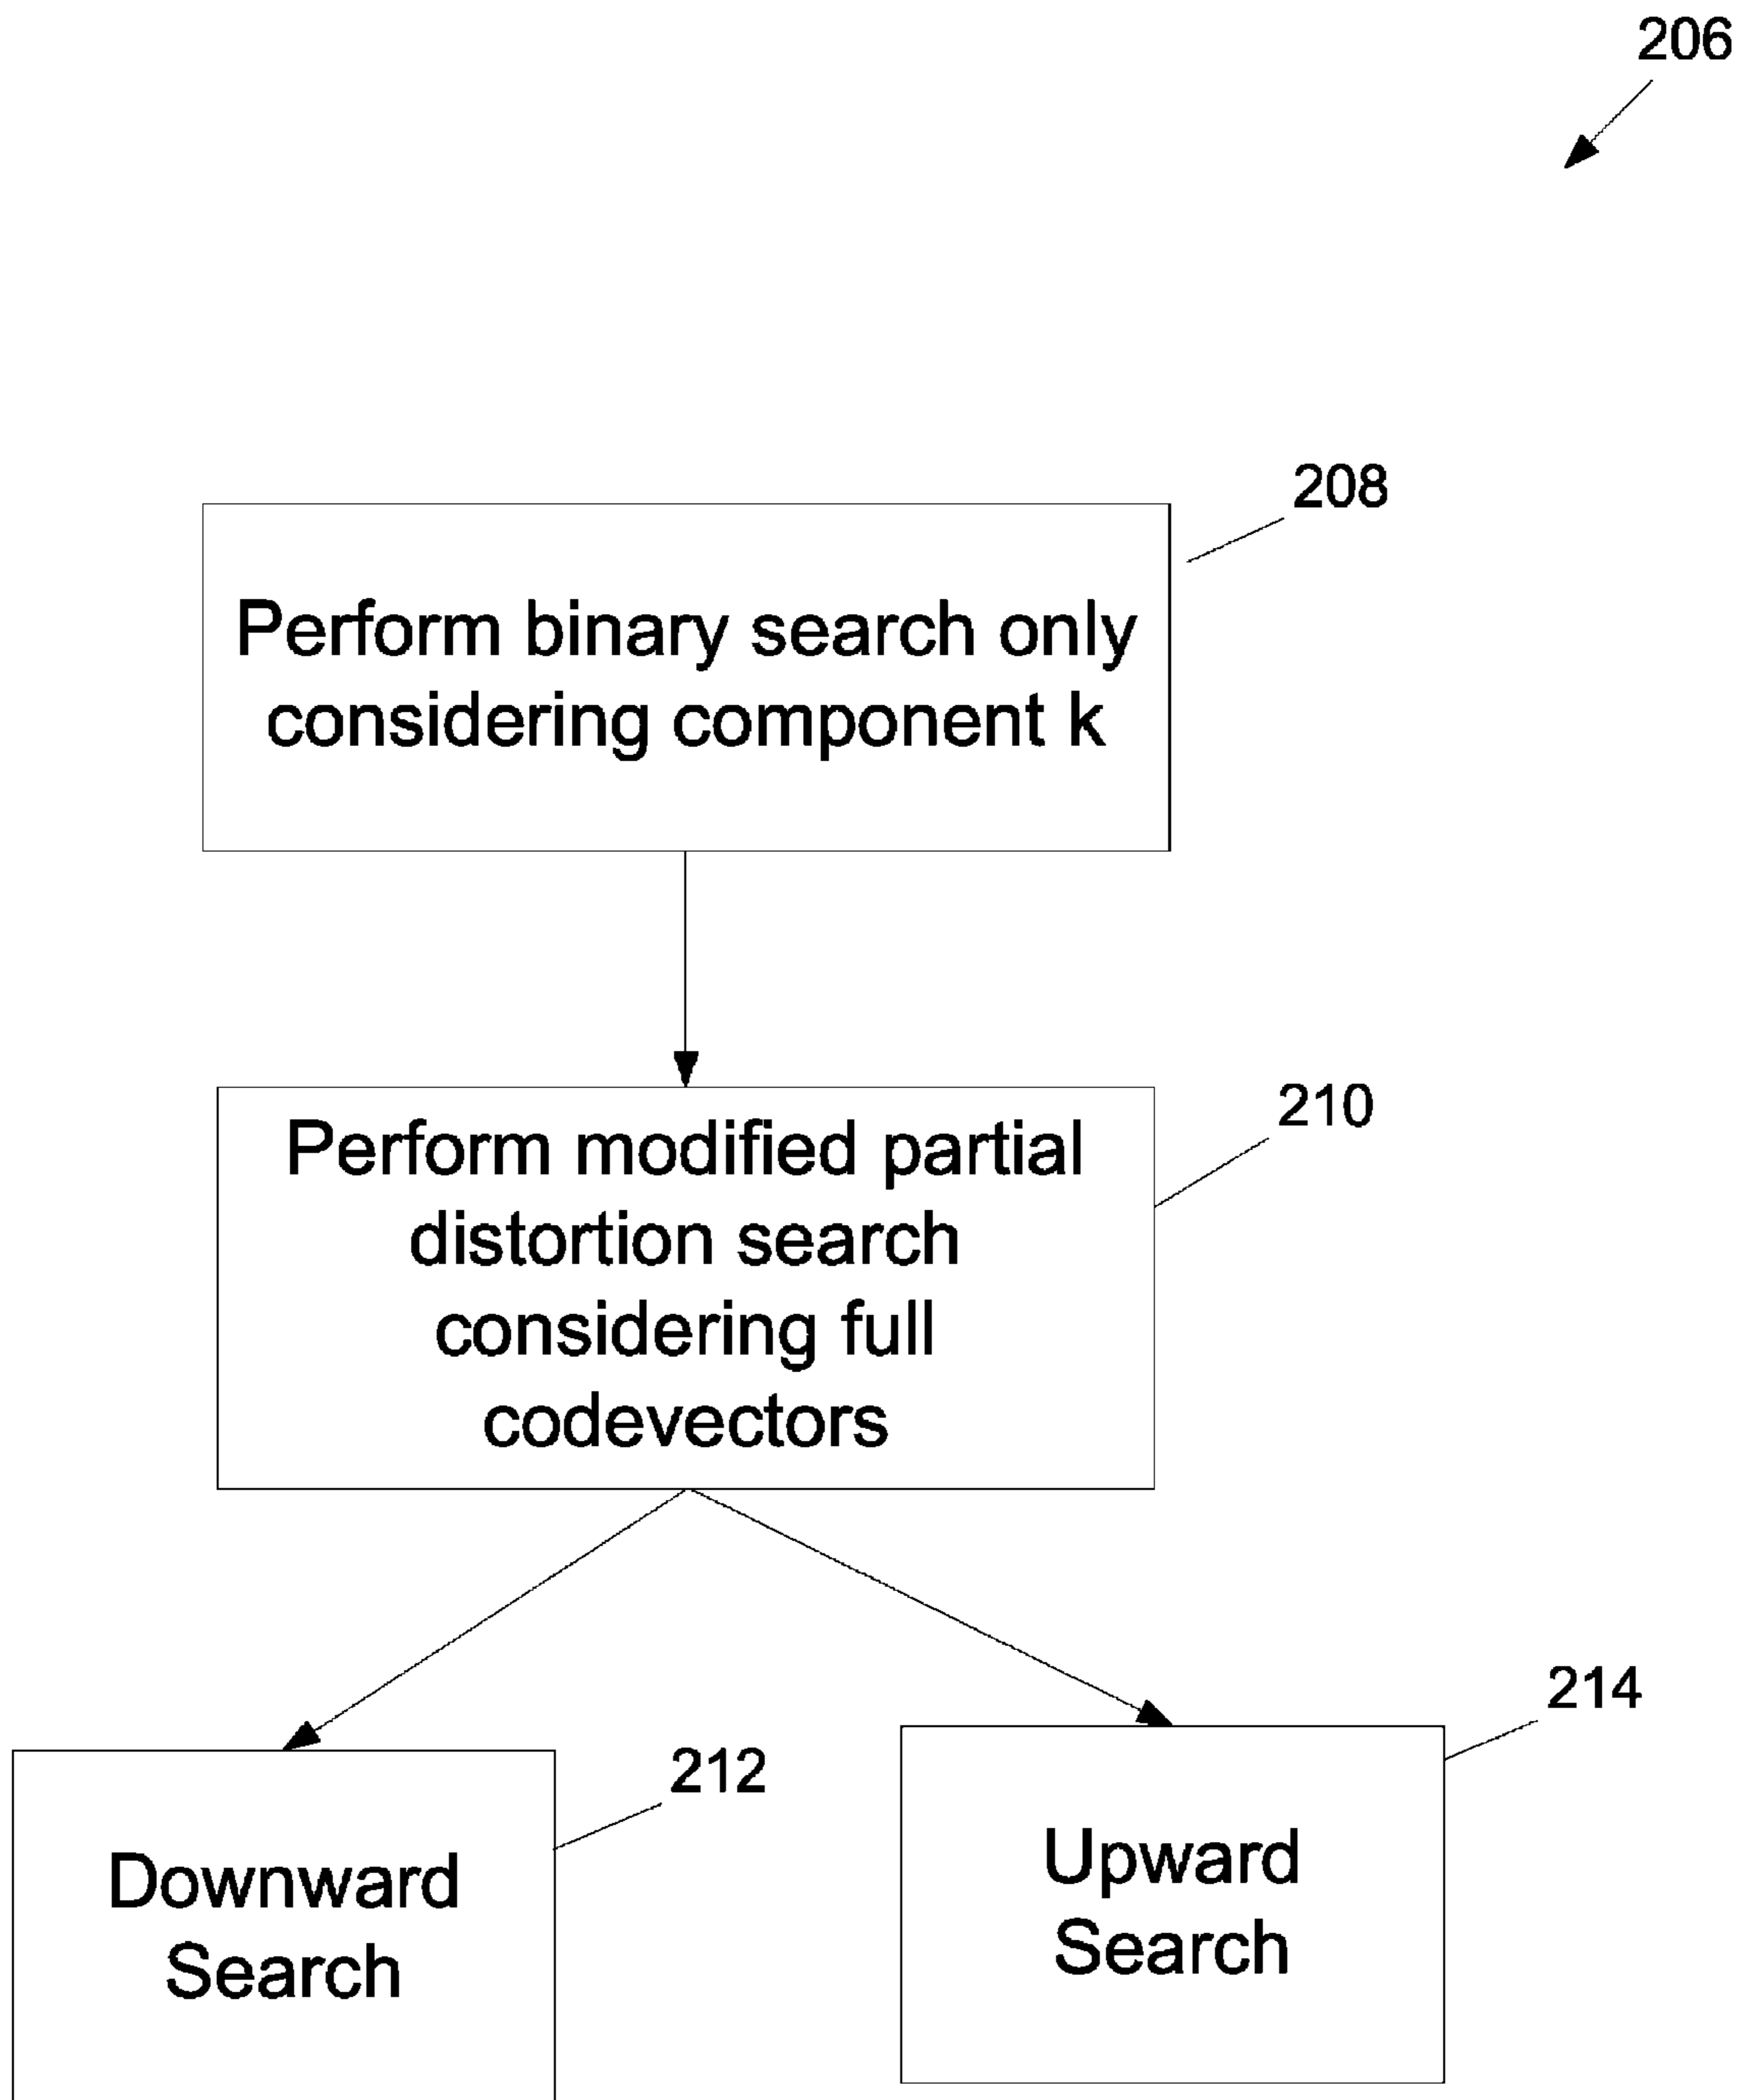 206
208
Perform binary search only
considering component k
210
Perform modified partial
distortion search
considering full
codevectors
212
Downward
Search
214
Upward
Search